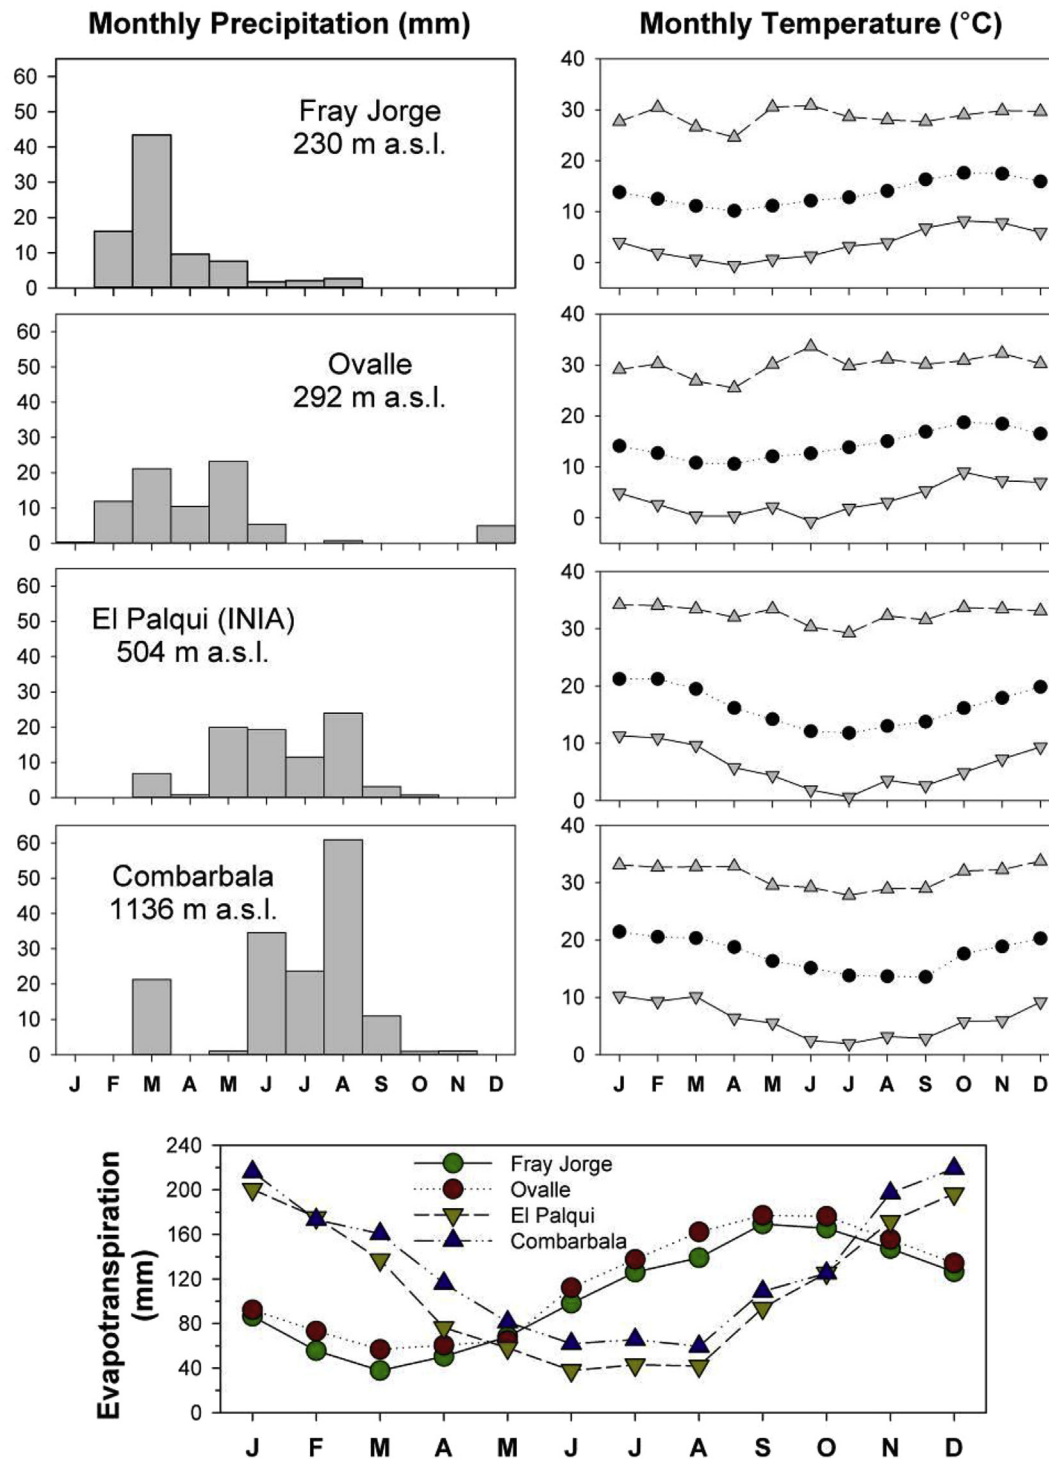 Monthly Precipitation (mm)
Monthly Temperature (°C)
60
50
40
30
20
10
0
Fray Jorge
230 m a.s.l.
40
30
20
10
0
60
50
40
30
20
10
0
Ovalle
292 m a.s.l.
40
30
20
10
0
60
50
40
30
20
10
0
El Palqui (INIA)
504 m a.s.l.
40
30
20
10
0
60
50
40
30
20
10
0
Combarbala
1136 m a.s.l.
40
30
20
10
0
J F M A M J J A S O N D
J F M A M J J A S O N D
Evapotranspiration
(mm)
240
200
160
120
80
40
0
Fray Jorge
Ovalle
El Palqui
Combarbala
J F M A M J J A S O N D